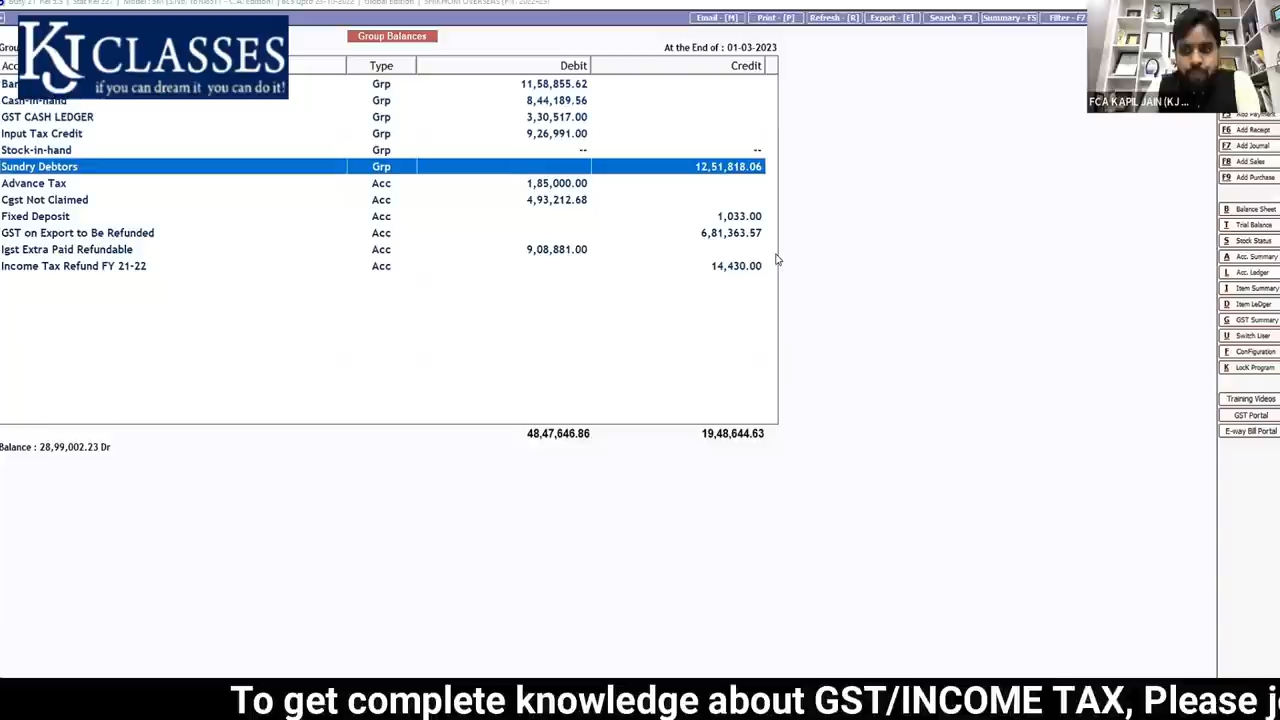 Email - [M] Print - [P] Refresh - [R] Export - [E] Search - F3 Summary - F5 Filter - F7
KJ CLASSES
if you can dream it you can do it!
Group Balances
At the End of : 01-03-2023
Type Debit Credit
Grp 11,58,855.62
Cash-in-hand Grp 8,44,189.56
GST CASH LEDGER Grp 3,30,517.00
Input Tax Credit Grp 9,26,991.00
Stock-in-hand Grp -- --
Sundry Debtors Grp 12,51,818.06
Advance Tax Acc 1,85,000.00
Cgst Not Claimed Acc 4,93,212.68
Fixed Deposit Acc 1,033.00
GST on Export to Be Refunded Acc 6,81,363.57
Igst Extra Paid Refundable Acc 9,08,881.00
Income Tax Refund FY 21-22 Acc 14,430.00
48,47,646.86 19,48,644.63
Balance : 28,99,002.23 Dr
FCA KAPIL JAIN (KJ ...
F6 Add Receipt
F7 Add Journal
F8 Add Sales
F9 Add Purchase
B Balance Sheet
T Trial Balance
S Stock Status
A Acc. Summary
L Acc. Ledger
I Item Summary
D Item LeDger
G GST Summary
U Switch User
F ConFiguration
K LocK Program
Training Videos
GST Portal
E-way Bill Portal
To get complete knowledge about GST/INCOME TAX, Please